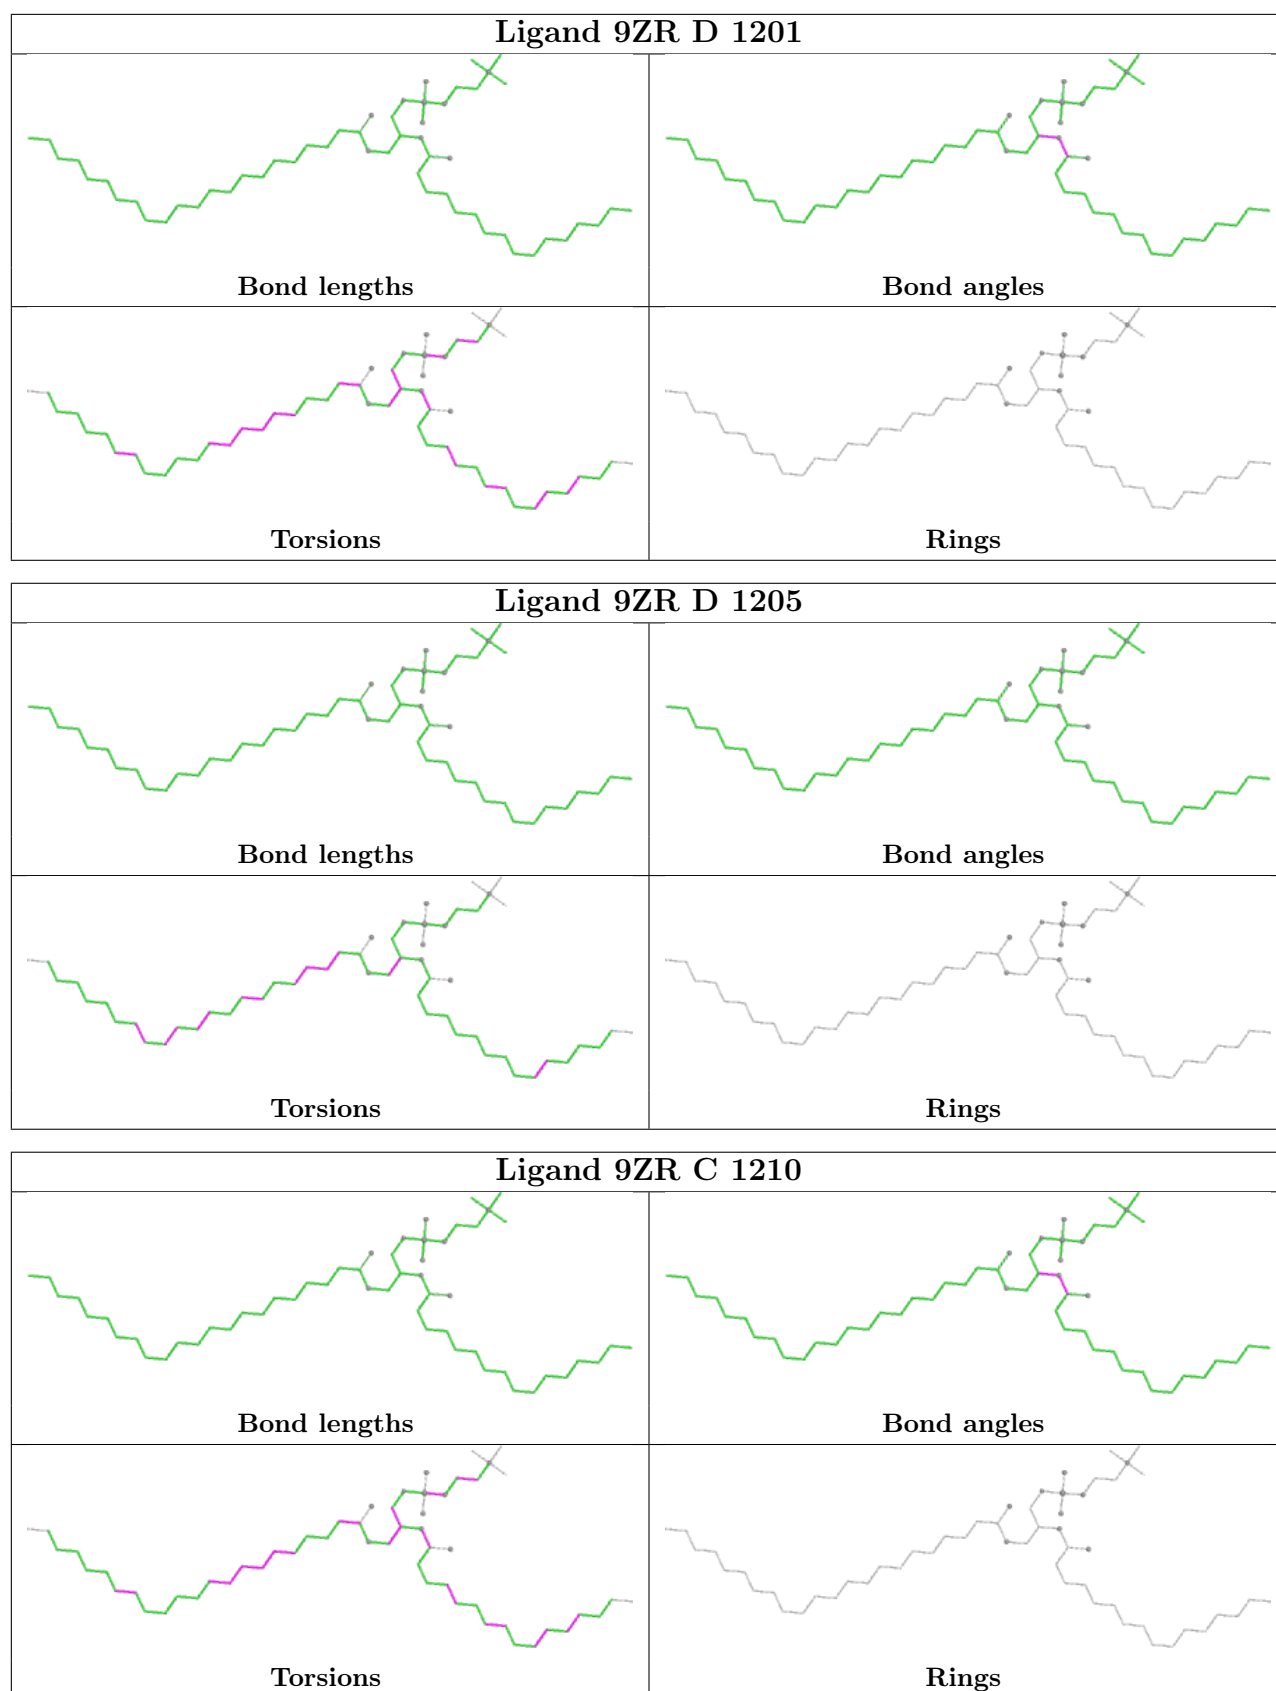 Ligand 9ZR D 1201
Bond lengths
Bond angles
Torsions
Rings
Ligand 9ZR D 1205
Bond lengths
Bond angles
Torsions
Rings
Ligand 9ZR C 1210
Bond lengths
Bond angles
Torsions
Rings